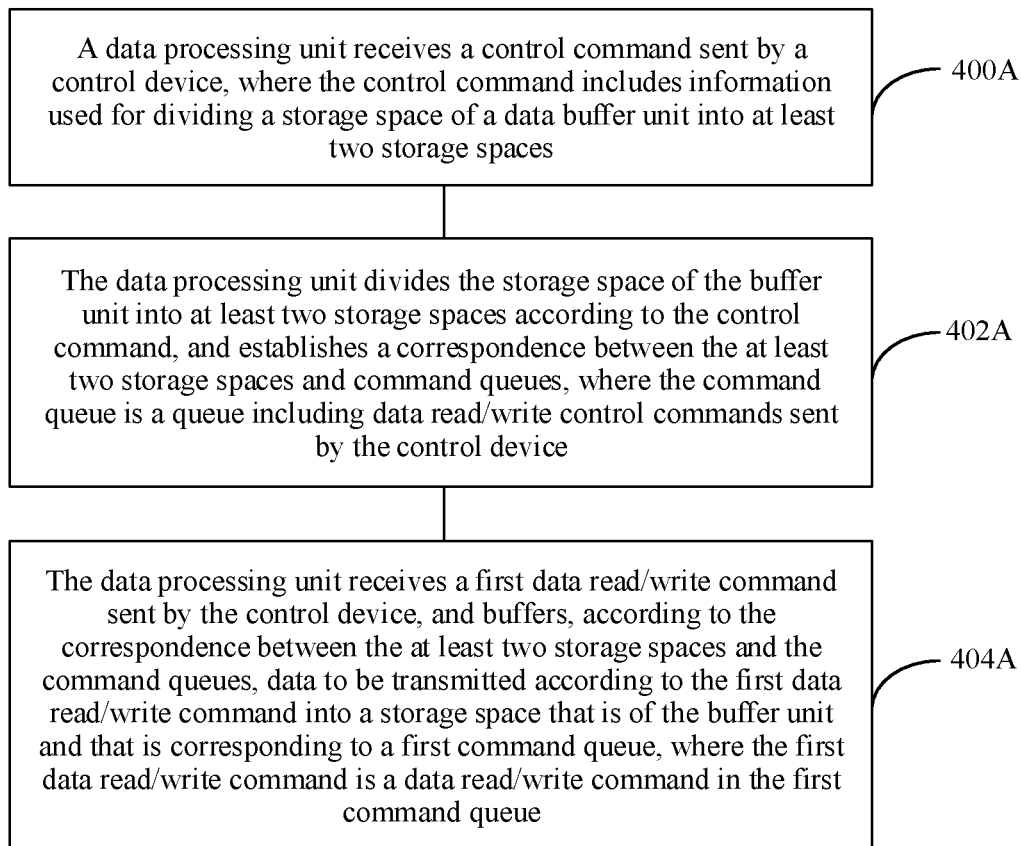 A data processing unit receives a control command sent by a
control device, where the control command includes information
used for dividing a storage space of a data buffer unit into at least
two storage spaces
400A
The data processing unit divides the storage space of the buffer
unit into at least two storage spaces according to the control
command, and establishes a correspondence between the at least
two storage spaces and command queues, where the command
queue is a queue including data read/write control commands sent
by the control device
402A
The data processing unit receives a first data read/write command
sent by the control device, and buffers, according to the
correspondence between the at least two storage spaces and the
command queues, data to be transmitted according to the first data
read/write command into a storage space that is of the buffer unit
and that is corresponding to a first command queue, where the first
data read/write command is a data read/write command in the first
command queue
404A